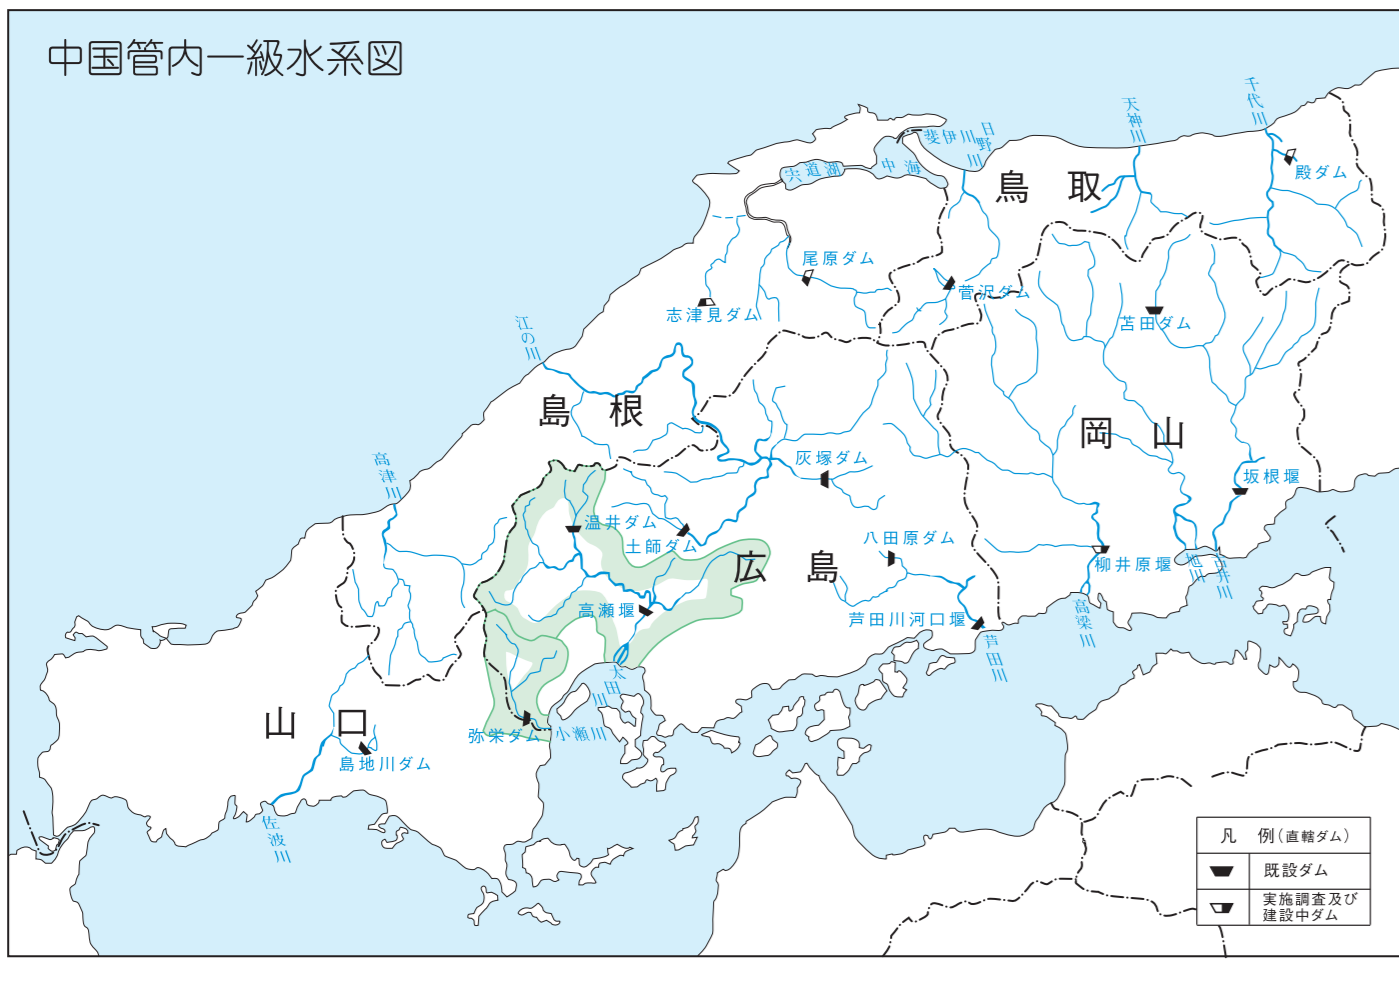 中国管内一級水系図
千代川
天神川
日野川
斐伊川
殿ダム
宍道湖
中海
鳥取
尾原ダム
菅沢ダム
志津見ダム
苫田ダム
江の川
島根
岡山
高津川
灰塚ダム
坂根堰
温井ダム
土師ダム
八田原ダム
広島
柳井原堰
旭川
吉井川
高瀬堰
芦田川河口堰
高梁川
芦田川
太田川
山口
弥栄ダム
小瀬川
島地川ダム
佐波川
凡 例(直轄ダム)
既設ダム
実施調査及び
建設中ダム